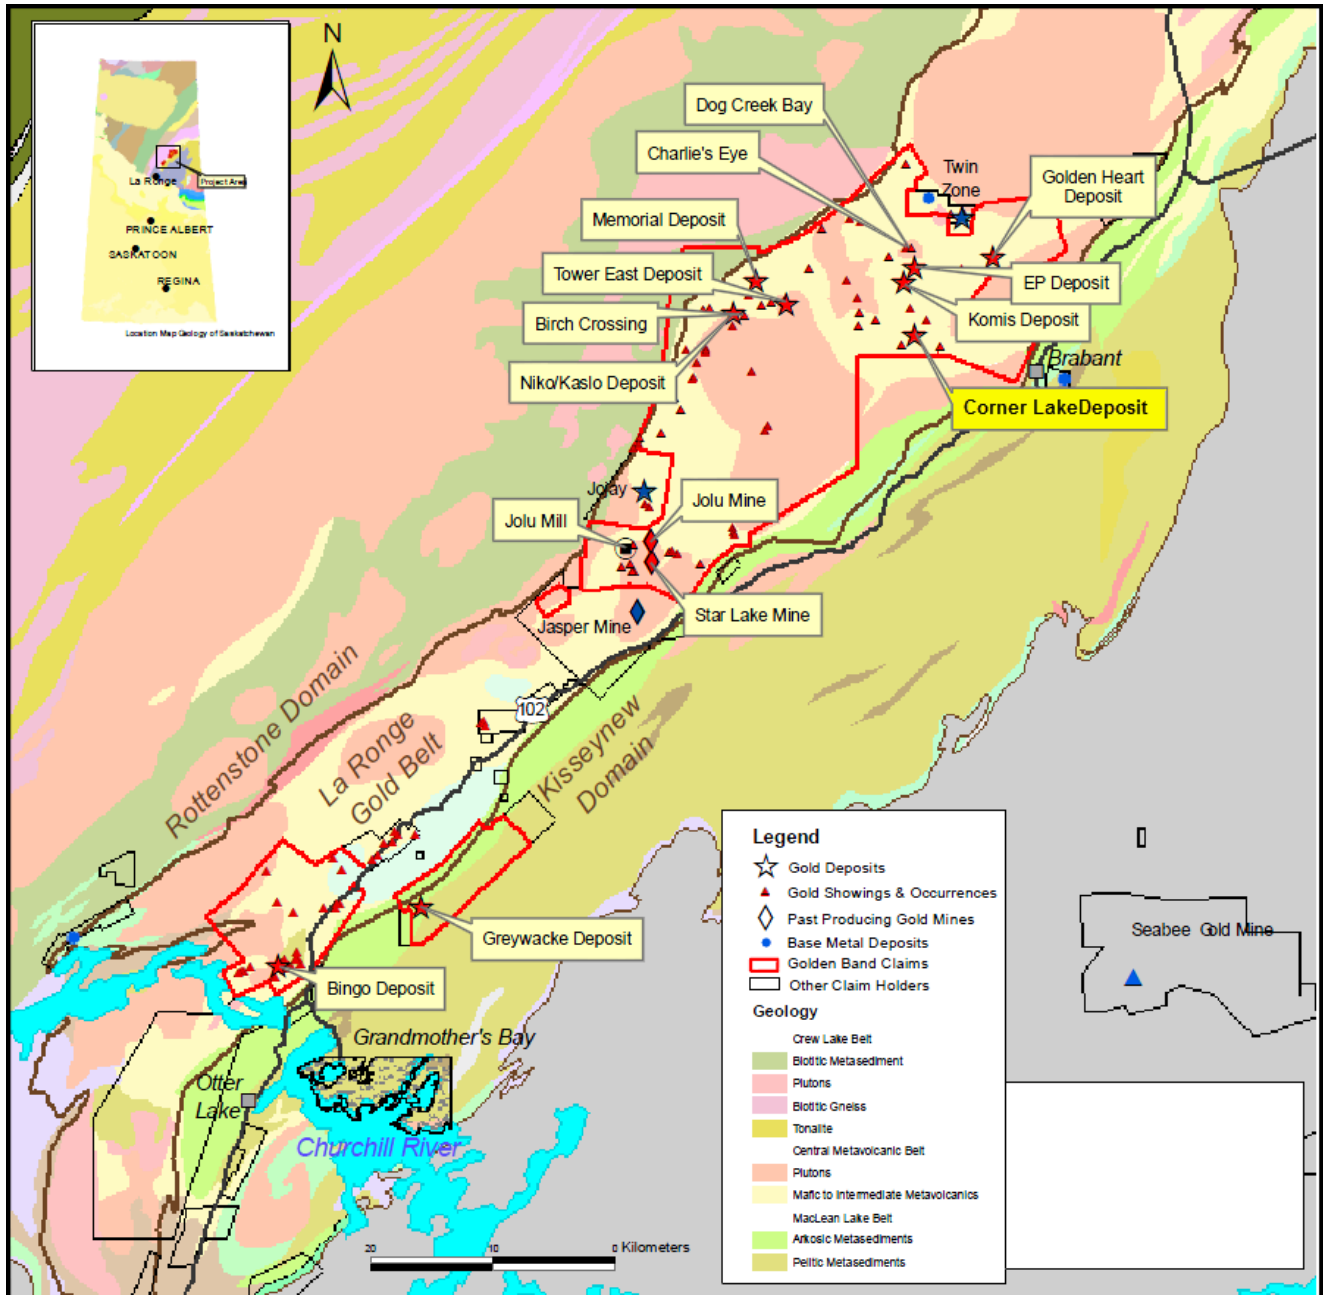 N
La Ronge
Project Area
PRINCE ALBERT
SASKATOON
REGINA
Location Map Geology of Saskatchewan
Dog Creek Bay
Charlie's Eye
Twin
Zone
Golden Heart
Deposit
Memorial Deposit
Tower East Deposit
EP Deposit
Birch Crossing
Komis Deposit
Brabant
Niko/Kaslo Deposit
Corner LakeDeposit
Jojay
Jolu Mine
Jolu Mill
Star Lake Mine
Jasper Mine
102
Rottenstone Domain
La Ronge
Gold Belt
Kisseynew
Domain
Greywacke Deposit
Bingo Deposit
Grandmother's Bay
Otter
Lake
Churchill River
20
10
0 Kilometers
Seabee Gold Mine
Legend
Gold Deposits
Gold Showings & Occurrences
Past Producing Gold Mines
Base Metal Deposits
Golden Band Claims
Other Claim Holders
Geology
Crew Lake Belt
Biotitic Metasediment
Plutons
Biotitic Gneiss
Tonalite
Central Metavolcanic Belt
Plutons
Mafic to Intermediate Metavolcanics
MacLean Lake Belt
Arkosic Metasediments
Pelitic Metasediments